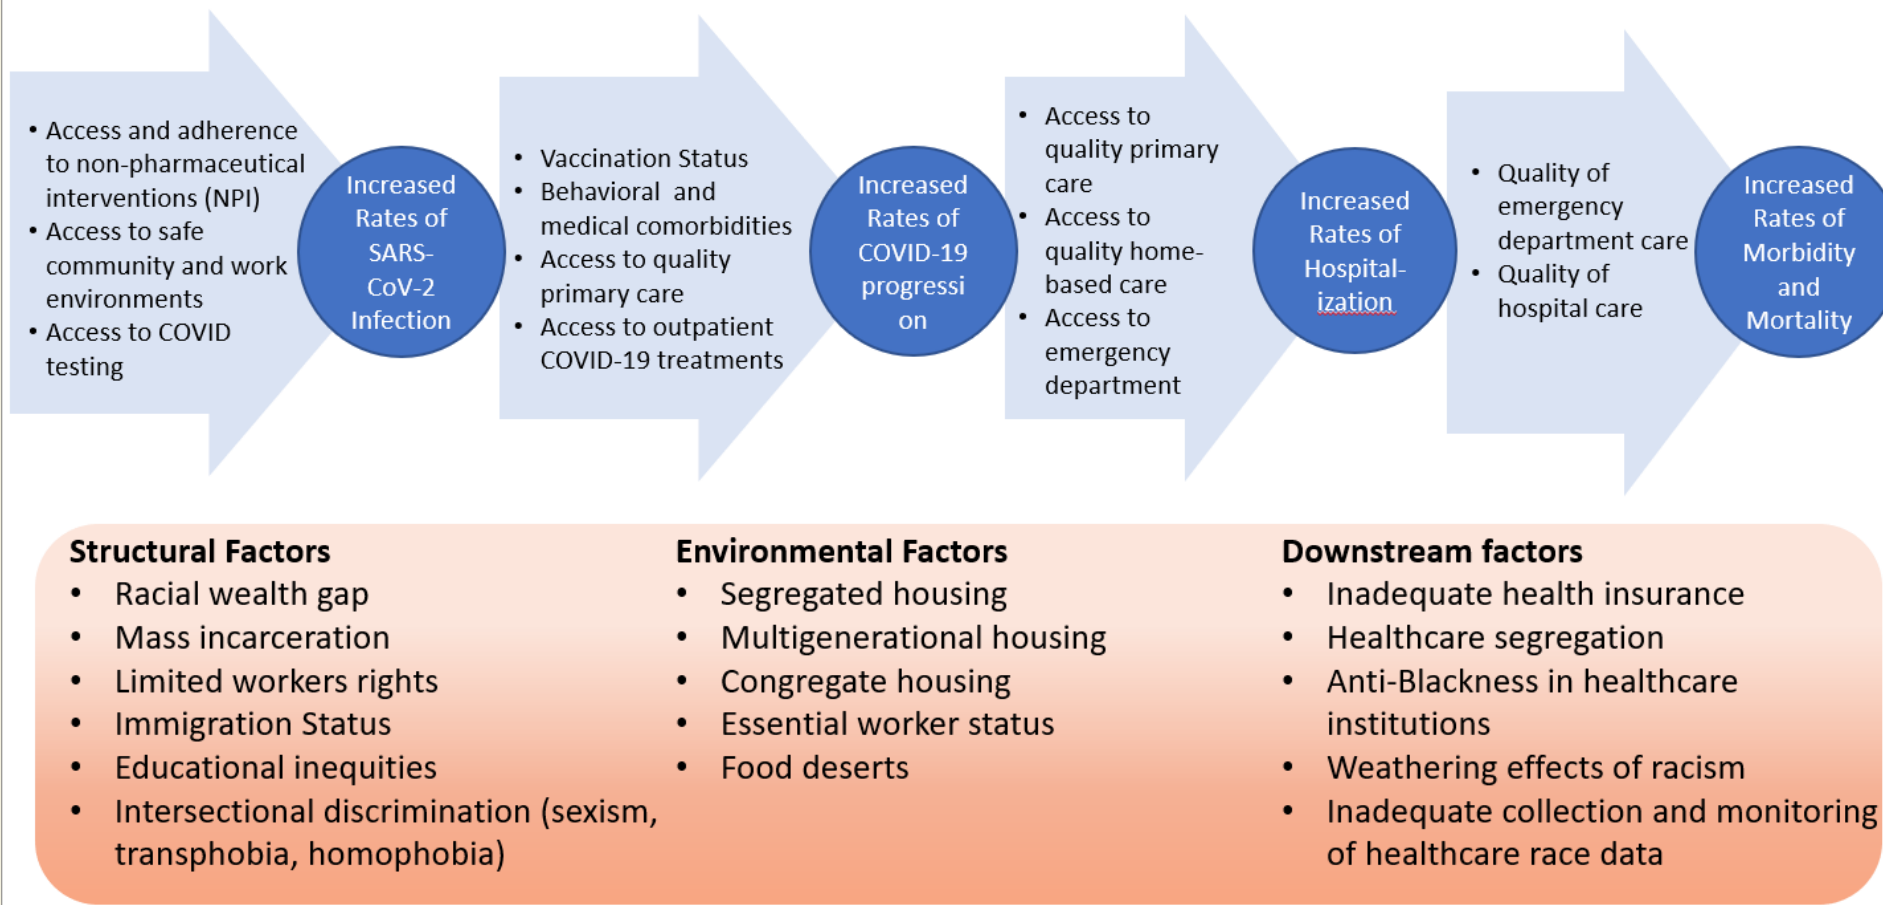 • Access and adherence
to non-pharmaceutical
interventions (NPI)
• Access to safe
community and work
environments
• Access to COVID
testing
Increased
Rates of
SARS-
CoV-2
Infection
• Vaccination Status
• Behavioral and
medical comorbidities
• Access to quality
primary care
• Access to outpatient
COVID-19 treatments
Increased
Rates of
COVID-19
progressi
on
• Access to
quality primary
care
• Access to
quality home-
based care
• Access to
emergency
department
Increased
Rates of
Hospital-
ization
• Quality of
emergency
department care
• Quality of
hospital care
Increased
Rates of
Morbidity
and
Mortality
Structural Factors
• Racial wealth gap
• Mass incarceration
• Limited workers rights
• Immigration Status
• Educational inequities
• Intersectional discrimination (sexism,
transphobia, homophobia)
Environmental Factors
• Segregated housing
• Multigenerational housing
• Congregate housing
• Essential worker status
• Food deserts
Downstream factors
• Inadequate health insurance
• Healthcare segregation
• Anti-Blackness in healthcare
institutions
• Weathering effects of racism
• Inadequate collection and monitoring
of healthcare race data